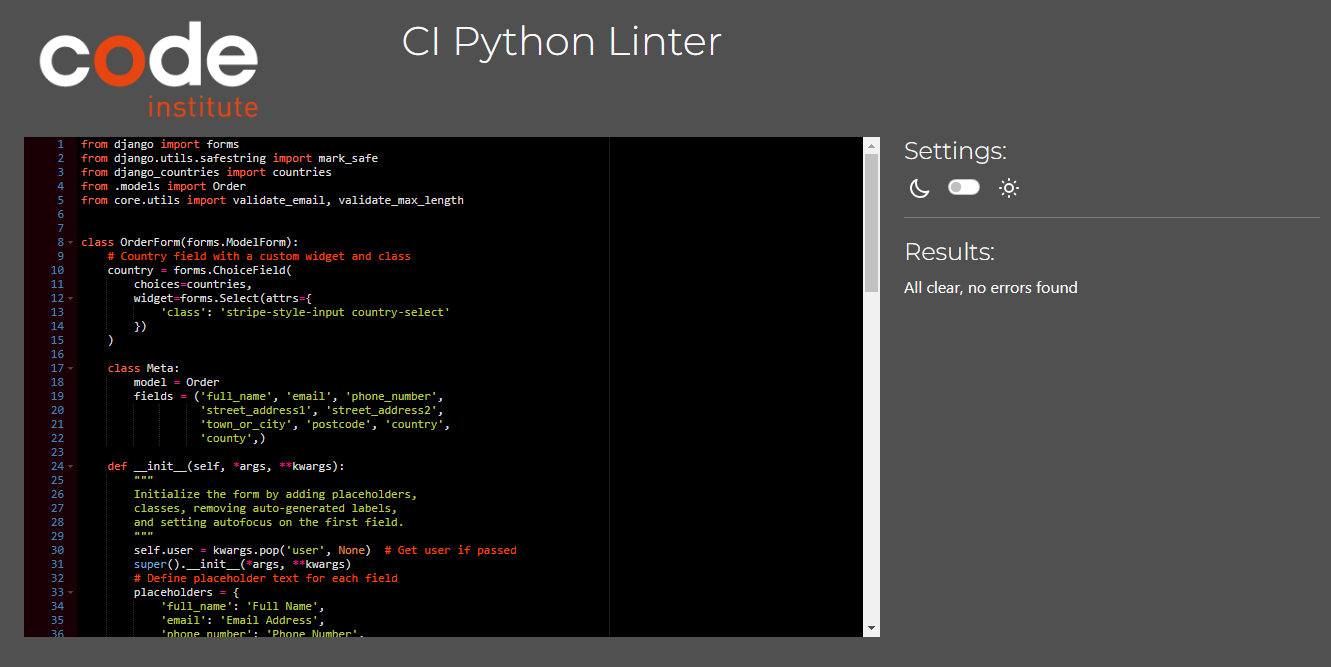 code
institute
CI Python Linter
1 from django import forms
2 from django.utils.safestring import mark_safe
3 from django_countries import countries
4 from .models import Order
5 from core.utils import validate_email, validate_max_length
6
7
8 class OrderForm(forms.ModelForm):
9     # Country field with a custom widget and class
10     country = forms.ChoiceField(
11         choices=countries,
12         widget=forms.Select(attrs={
13             'class': 'stripe-style-input country-select'
14         })
15     )
16
17     class Meta:
18         model = Order
19         fields = ('full_name', 'email', 'phone_number',
20                   'street_address1', 'street_address2',
21                   'town_or_city', 'postcode', 'country',
22                   'county',)
23
24     def __init__(self, *args, **kwargs):
25         """
26         Initialize the form by adding placeholders,
27         classes, removing auto-generated labels,
28         and setting autofocus on the first field.
29         """
30         self.user = kwargs.pop('user', None)  # Get user if passed
31         super().__init__(*args, **kwargs)
32         # Define placeholder text for each field
33         placeholders = {
34             'full_name': 'Full Name',
35             'email': 'Email Address',
36             'phone_number': 'Phone Number',
Settings:
Results:
All clear, no errors found